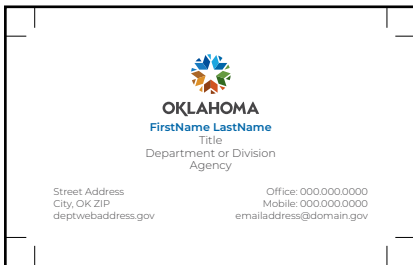 OKLAHOMA
FirstName LastName
Title
Department or Division
Agency
Street Address
City, OK ZIP
deptwebaddress.gov
Office: 000.000.0000
Mobile: 000.000.0000
emailaddress@domain.gov